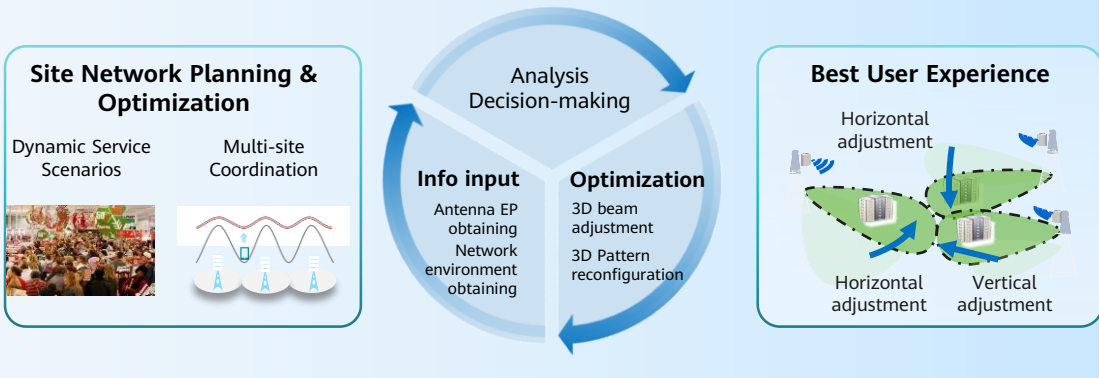 Site Network Planning &
Optimization
Dynamic Service
Scenarios
Multi-site
Coordination
Analysis
Decision-making
Info input
Antenna EP
obtaining
Network
environment
obtaining
Optimization
3D beam
adjustment
3D Pattern
reconfiguration
Best User Experience
Horizontal
adjustment
Horizontal
adjustment
Vertical
adjustment